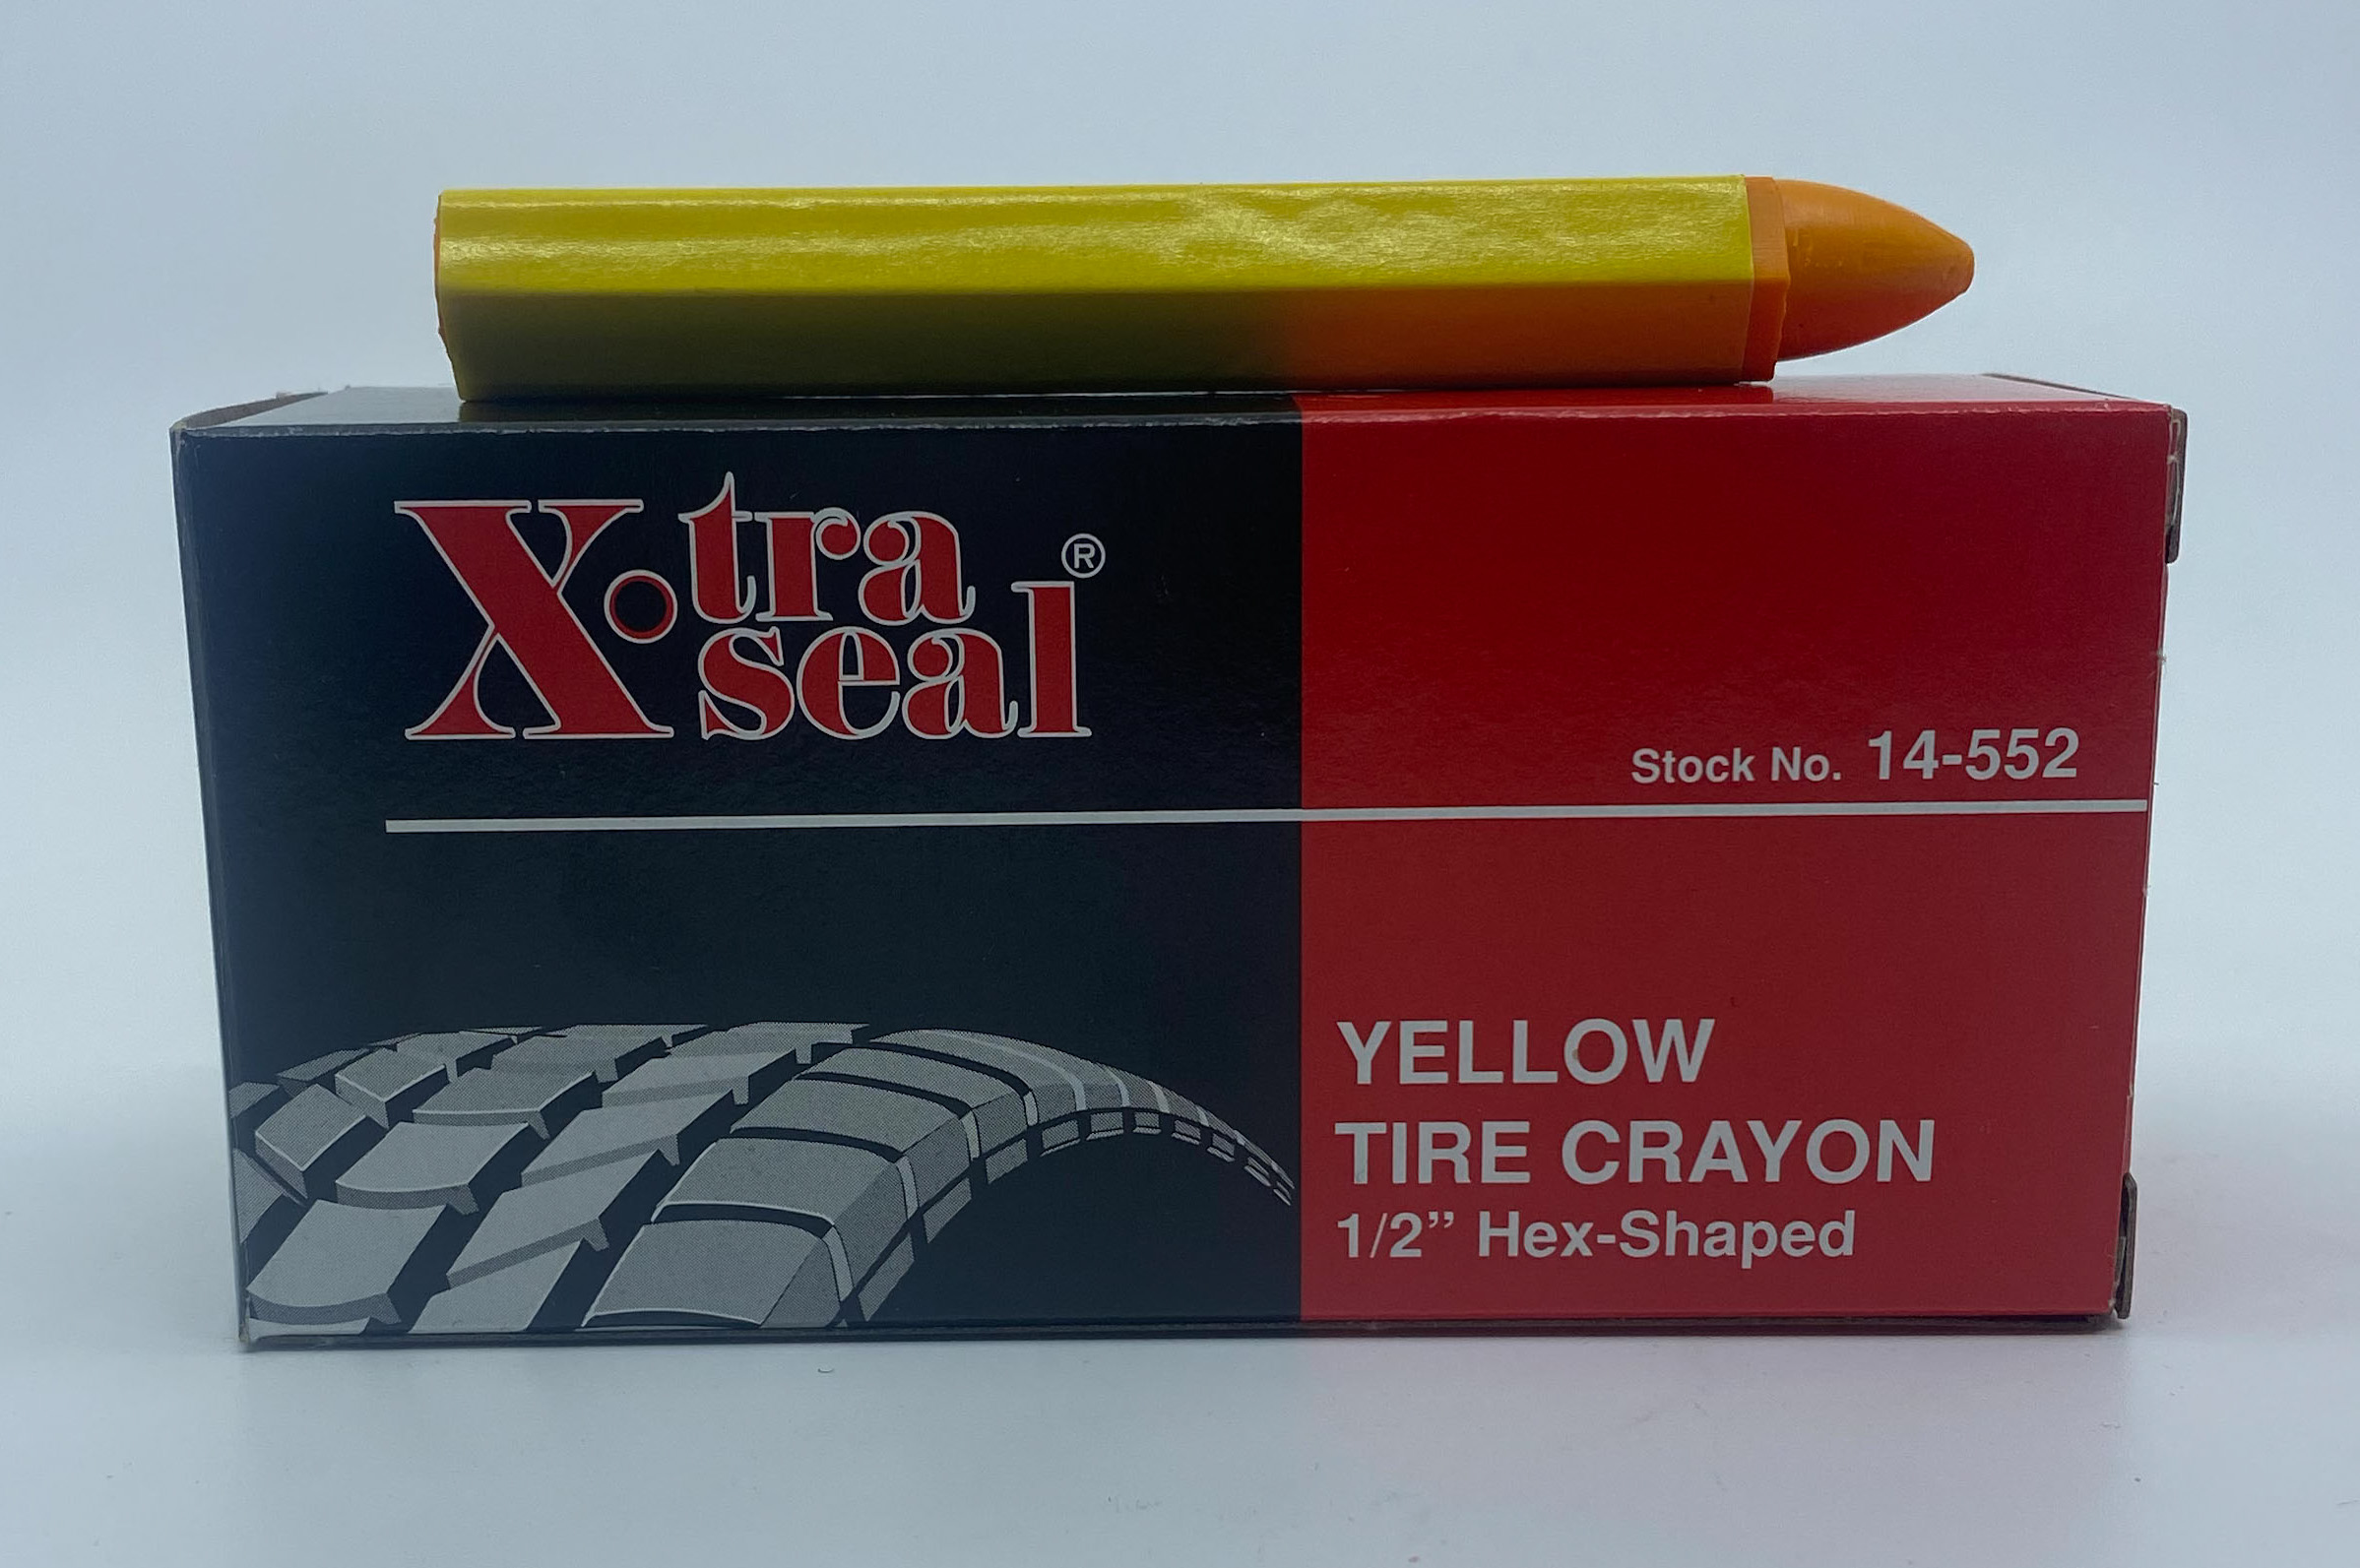 X•tra
seal®
Stock No. 14-552
YELLOW
TIRE CRAYON
1/2” Hex-Shaped